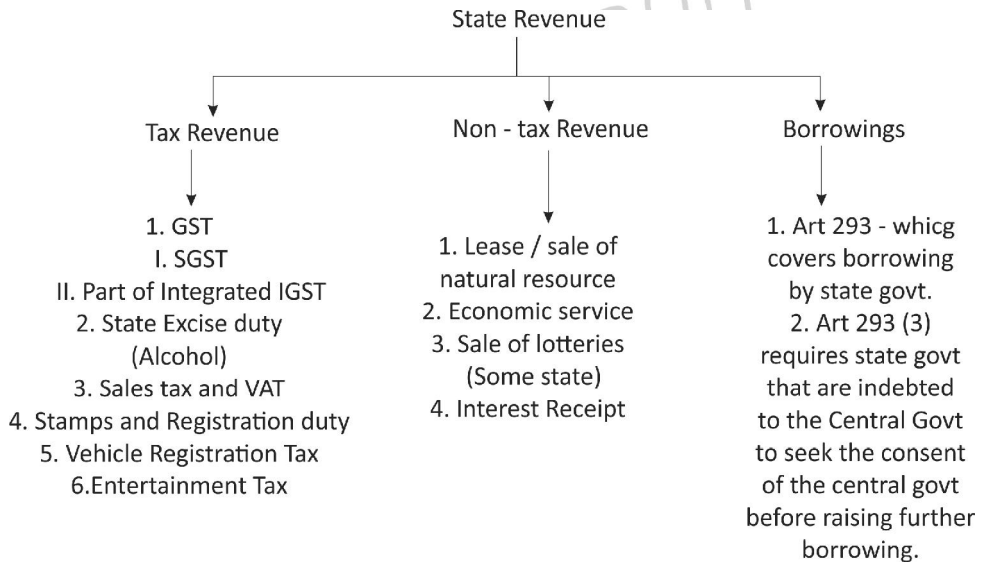 State Revenue
Tax Revenue
1. GST
I. SGST
II. Part of Integrated IGST
2. State Excise duty
(Alcohol)
3. Sales tax and VAT
4. Stamps and Registration duty
5. Vehicle Registration Tax
6.Entertainment Tax
Non - tax Revenue
1. Lease / sale of
natural resource
2. Economic service
3. Sale of lotteries
(Some state)
4. Interest Receipt
Borrowings
1. Art 293 - whicg
covers borrowing
by state govt.
2. Art 293 (3)
requires state govt
that are indebted
to the Central Govt
to seek the consent
of the central govt
before raising further
borrowing.